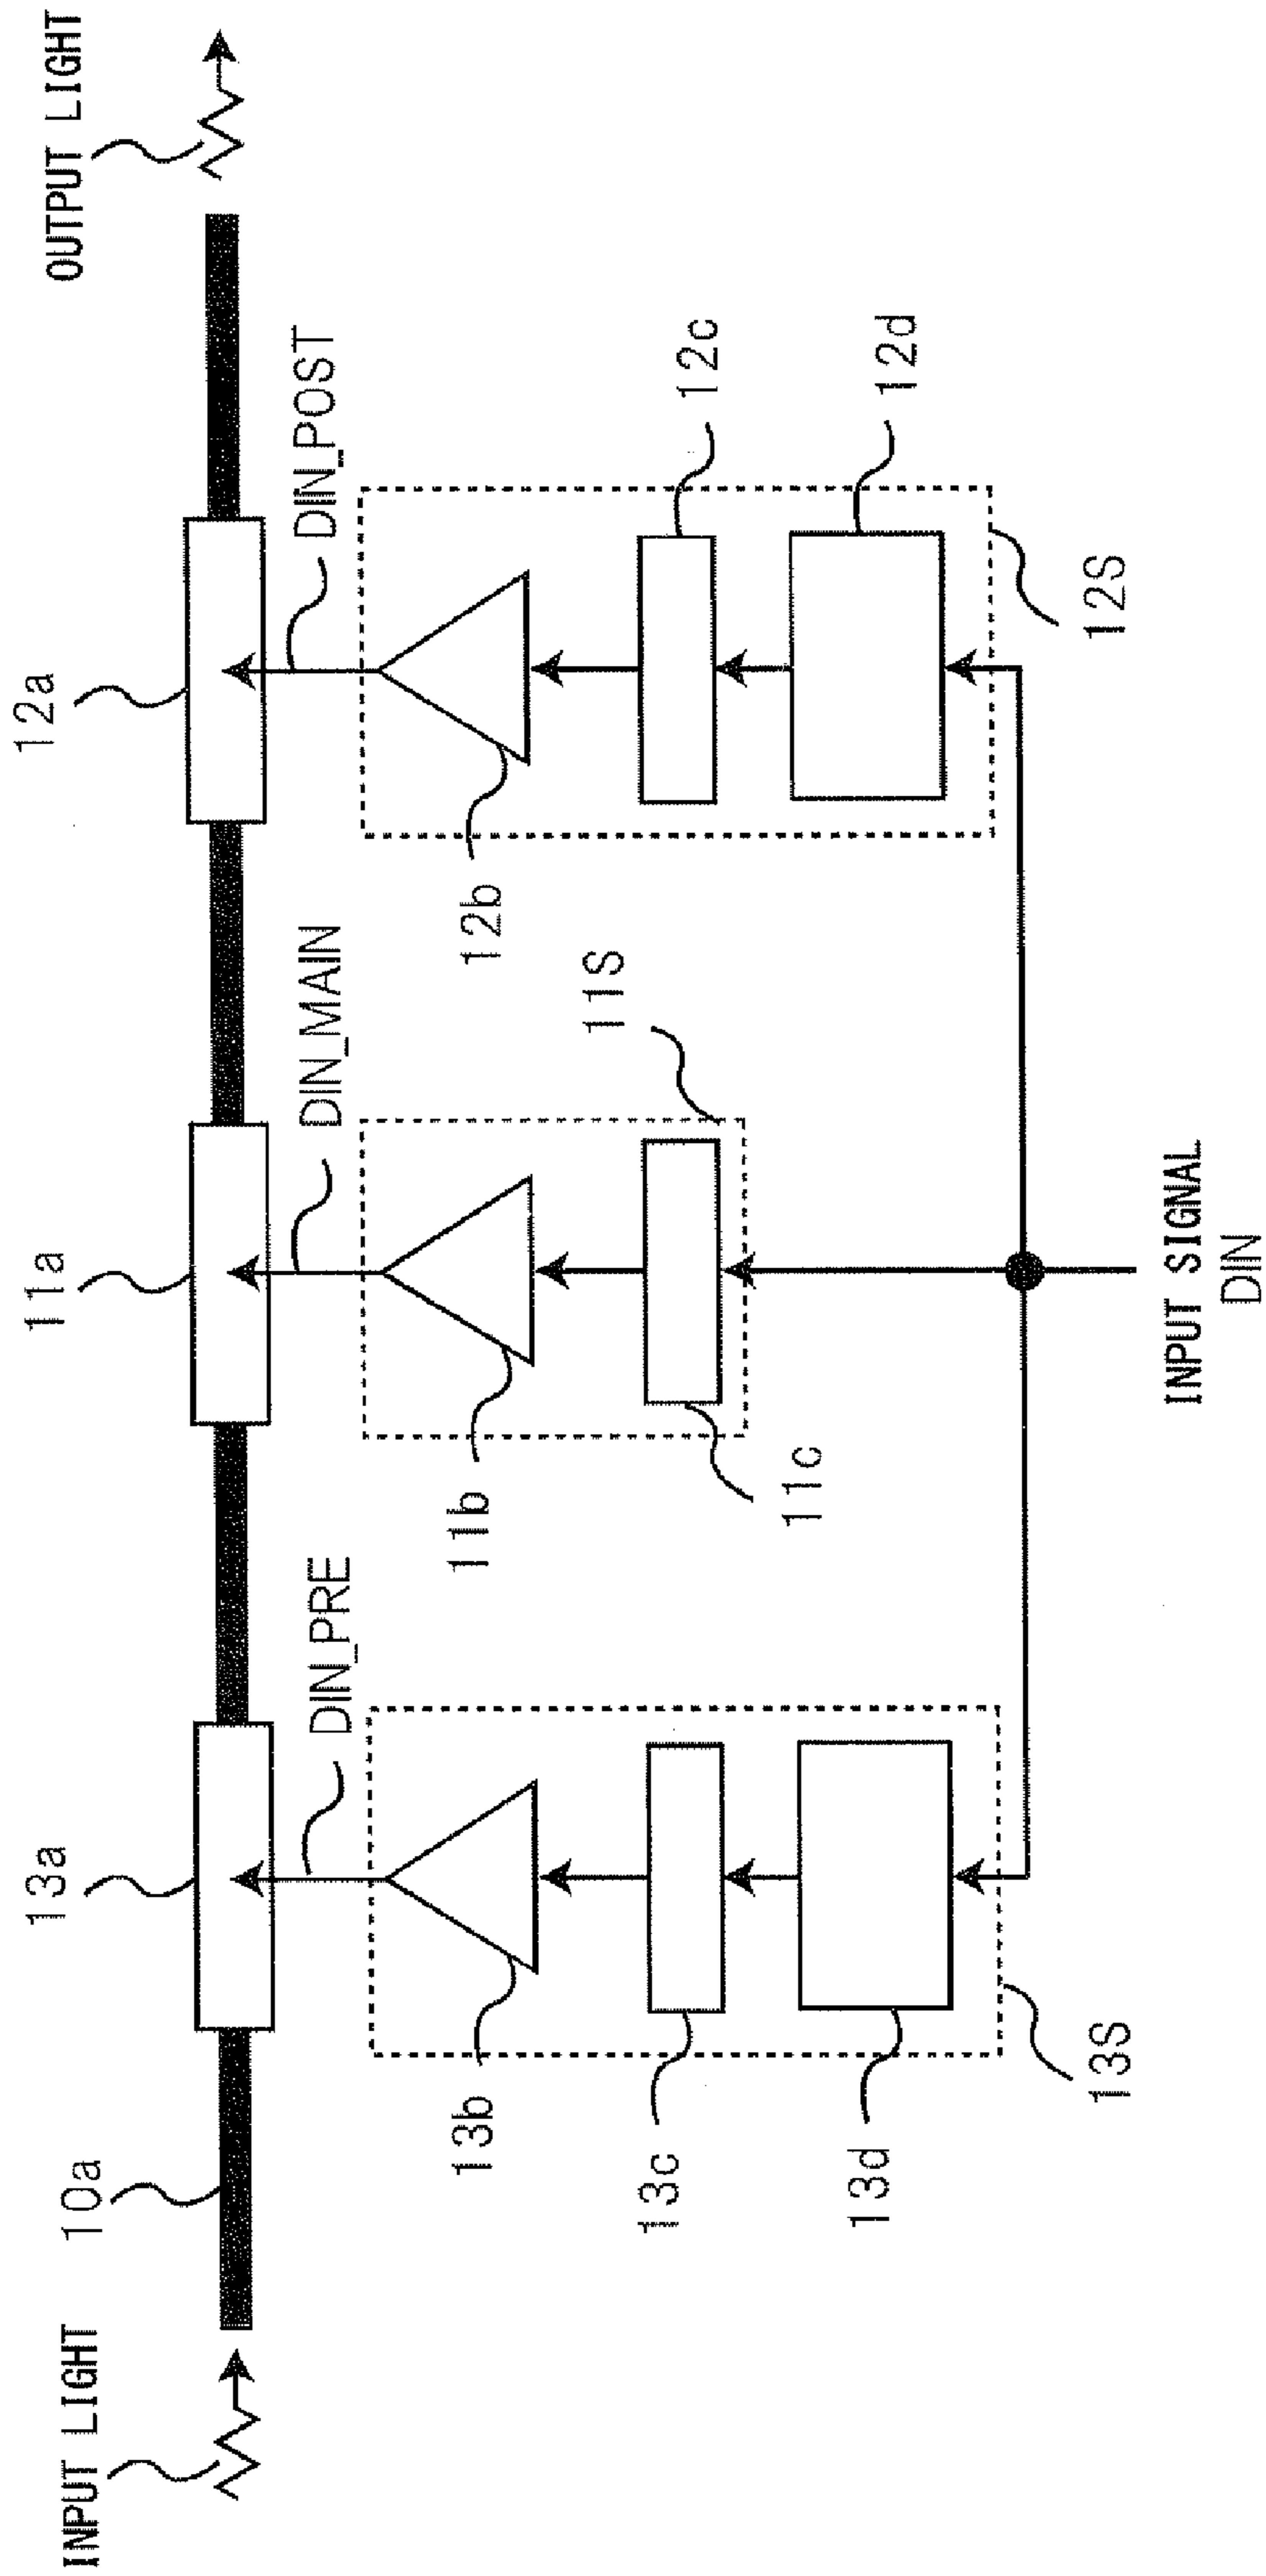 INPUT LIGHT
10a
13a
11a
12a
OUTPUT LIGHT
DIN_PRE
DIN_MAIN
DIN_POST
13b
11b
12b
13c
11c
11S
12c
13d
12d
13S
12S
INPUT SIGNAL
DIN